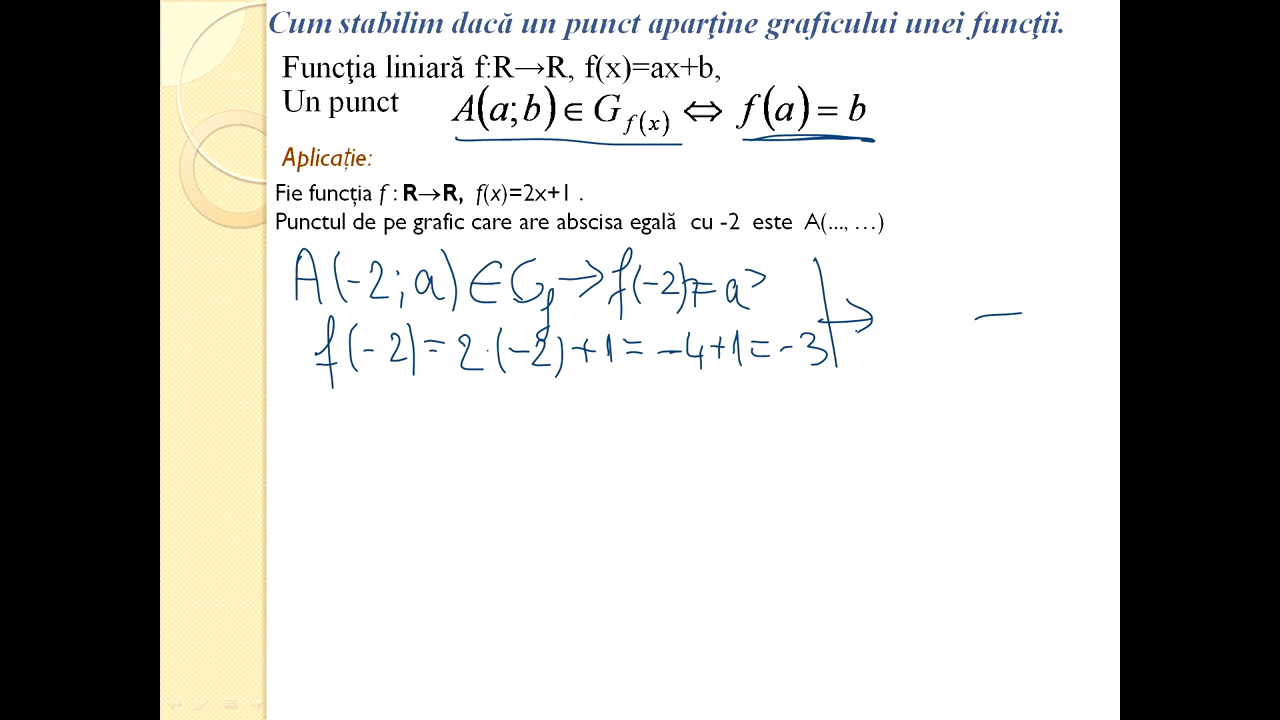 Cum stabilim dacă un punct aparţine graficului unei funcţii.
Funcţia liniară f:R→R, f(x)=ax+b,
Un punct A(a;b)∈G_f(x) ⇔ f(a)=b
Aplicație:
Fie funcția f : R→R, f(x)=2x+1 .
Punctul de pe grafic care are abscisa egală cu -2 este A(..., …)
A(-2;a)∈G_f → f(-2)=a
f(-2)=2·(-2)+1=-4+1=-3 →